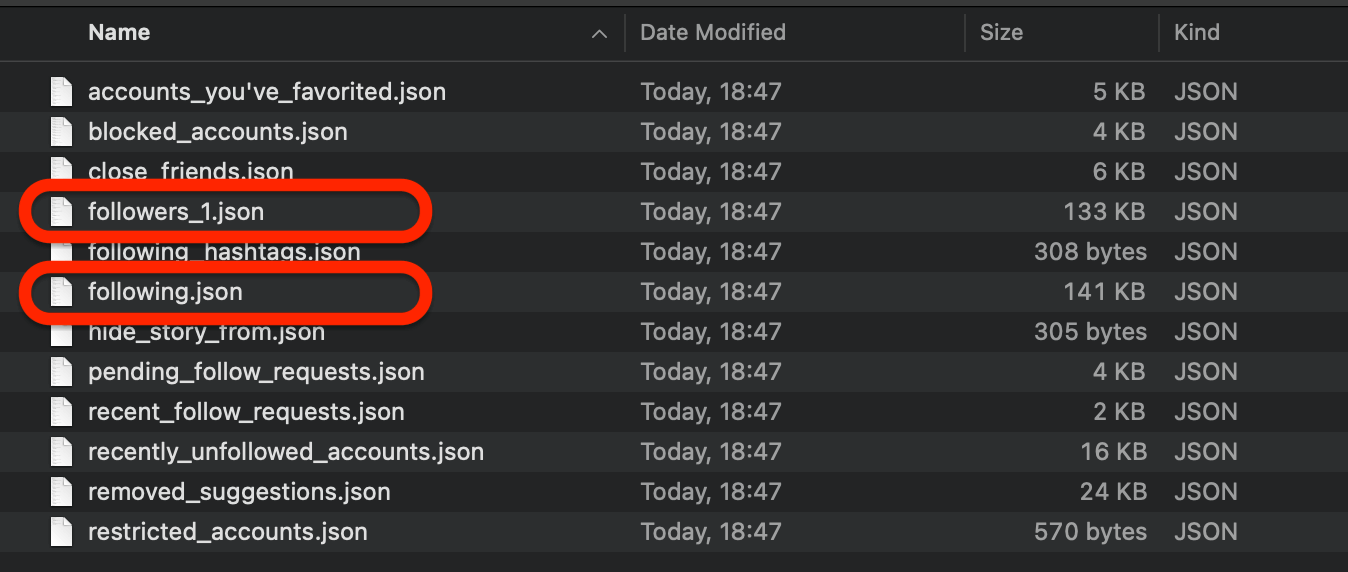 Name Date Modified Size Kind
accounts_you've_favorited.json Today, 18:47 5 KB JSON
blocked_accounts.json Today, 18:47 4 KB JSON
close_friends.json Today, 18:47 6 KB JSON
followers_1.json Today, 18:47 133 KB JSON
following_hashtags.json Today, 18:47 308 bytes JSON
following.json Today, 18:47 141 KB JSON
hide_story_from.json Today, 18:47 305 bytes JSON
pending_follow_requests.json Today, 18:47 4 KB JSON
recent_follow_requests.json Today, 18:47 2 KB JSON
recently_unfollowed_accounts.json Today, 18:47 16 KB JSON
removed_suggestions.json Today, 18:47 24 KB JSON
restricted_accounts.json Today, 18:47 570 bytes JSON